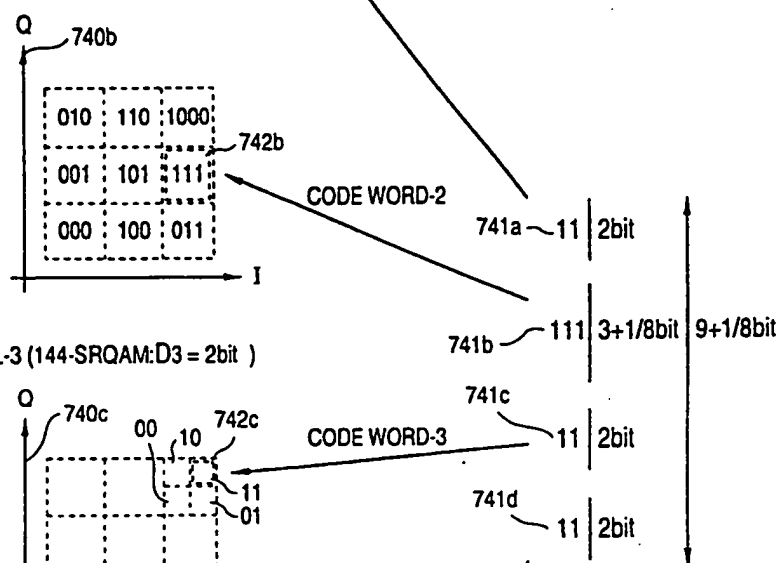 Q
740b
010 110 1000
742b
001 101 111
CODE WORD-2
000 100 011
741a 11 2bit
I
741b 111 3+1/8bit 9+1/8bit
-3 (144-SRQAM:D3 = 2bit )
741c
Q
740c
00 10 742c
CODE WORD-3
11 2bit
11
01
741d
11 2bit